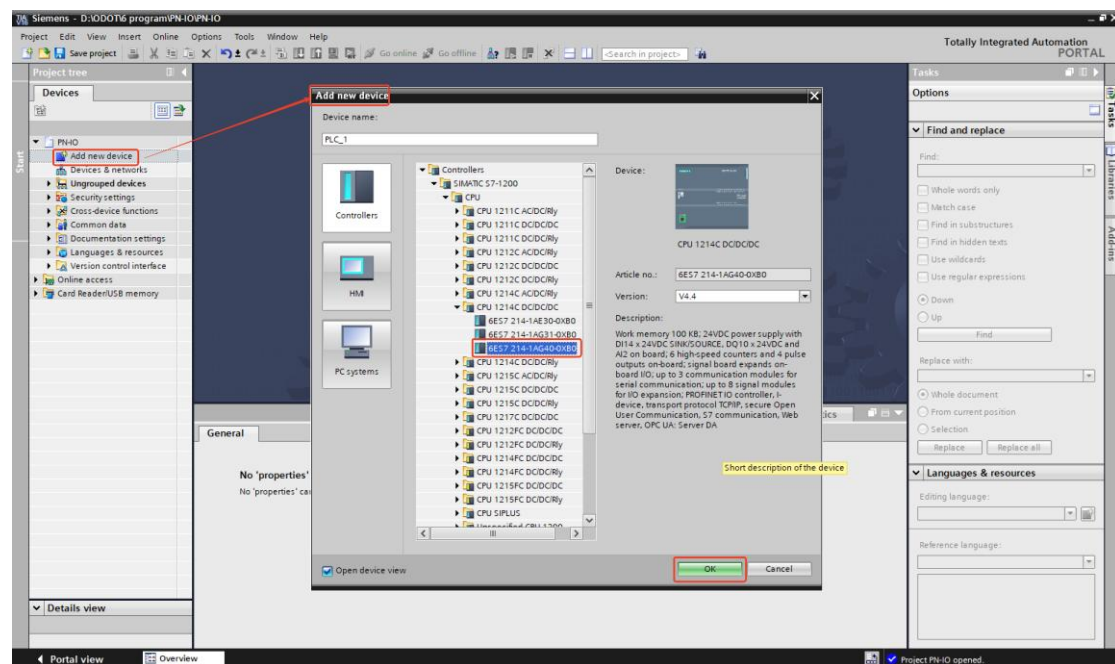 Siemens - D:\ODOT\6 program\PN-IO\PN-IO
Project Edit View Insert Online Options Tools Window Help
Save project Go online Go offline <Search in project>
Totally Integrated Automation
PORTAL
Project tree
Devices
PN-IO
Add new device
Devices & networks
Ungrouped devices
Security settings
Cross-device functions
Common data
Documentation settings
Languages & resources
Version control interface
Online access
Card Reader/USB memory
Details view
Start
Add new device
Device name:
PLC_1
Controllers
HMI
PC systems
Controllers
SIMATIC S7-1200
CPU
CPU 1211C AC/DC/Rly
CPU 1211C DC/DC/DC
CPU 1211C DC/DC/Rly
CPU 1212C AC/DC/Rly
CPU 1212C DC/DC/DC
CPU 1212C DC/DC/Rly
CPU 1214C AC/DC/Rly
CPU 1214C DC/DC/DC
6ES7 214-1AE30-0XB0
6ES7 214-1AG31-0XB0
6ES7 214-1AG40-0XB0
CPU 1214C DC/DC/Rly
CPU 1215C AC/DC/Rly
CPU 1215C DC/DC/DC
CPU 1215C DC/DC/Rly
CPU 1217C DC/DC/DC
CPU 1212FC DC/DC/DC
CPU 1212FC DC/DC/Rly
CPU 1214FC DC/DC/DC
CPU 1214FC DC/DC/Rly
CPU 1215FC DC/DC/DC
CPU 1215FC DC/DC/Rly
CPU SIPLUS
Unspecified CPU 1200
Device:
CPU 1214C DC/DC/DC
Article no.: 6ES7 214-1AG40-0XB0
Version: V4.4
Description:
Work memory 100 KB; 24VDC power supply with
DI14 x 24VDC SINK/SOURCE, DQ10 x 24VDC and
AI2 on board; 6 high-speed counters and 4 pulse
outputs on-board; signal board expands on-
board I/O; up to 3 communication modules for
serial communication; up to 8 signal modules
for I/O expansion; PROFINET IO controller, I-
device, transport protocol TCP/IP, secure Open
User Communication, S7 communication, Web
server, OPC UA: Server DA
Short description of the device
Open device view
OK Cancel
General
No 'properties'
No 'properties' ca
ics
Tasks
Options
Find and replace
Find:
Whole words only
Match case
Find in substructures
Find in hidden texts
Use wildcards
Use regular expressions
Down
Up
Find
Replace with:
Whole document
From current position
Selection
Replace Replace all
Languages & resources
Editing language:
Reference language:
Tasks
Libraries
Add-ins
Portal view Overview
Project PN-IO opened.